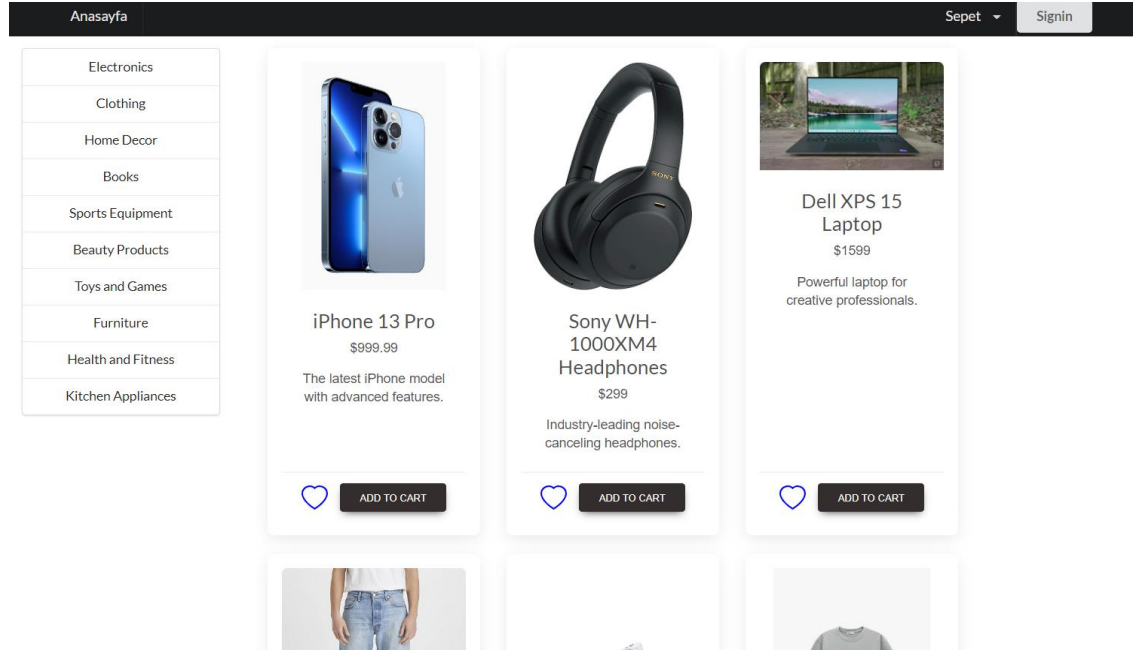 Anasayfa
Sepet
Signin
Electronics
Clothing
Home Decor
Books
Sports Equipment
Beauty Products
Toys and Games
Furniture
Health and Fitness
Kitchen Appliances
iPhone 13 Pro
$999.99
The latest iPhone model
with advanced features.
ADD TO CART
SONY
Sony WH-
1000XM4
Headphones
$299
Industry-leading noise-
canceling headphones.
ADD TO CART
Dell XPS 15
Laptop
$1599
Powerful laptop for
creative professionals.
ADD TO CART